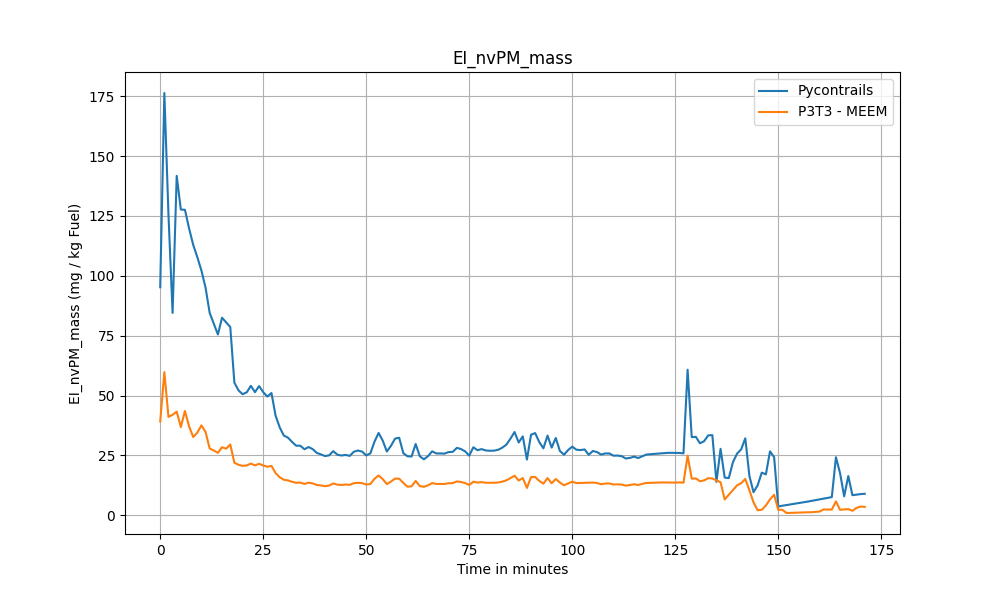 EI_nvPM_mass
Pycontrails
P3T3 - MEEM
EI_nvPM_mass (mg / kg Fuel)
175
150
125
100
75
50
25
0
0 25 50 75 100 125 150 175
Time in minutes